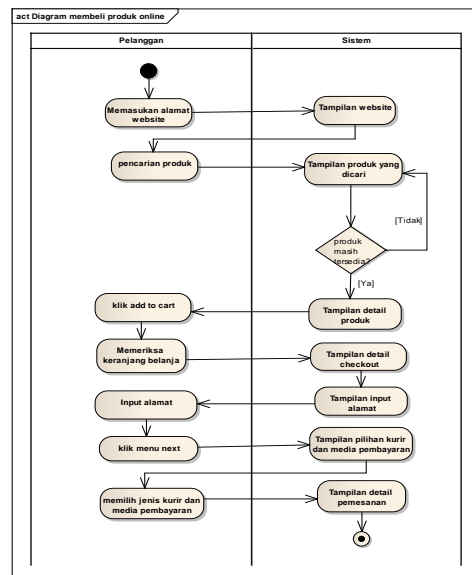 act Diagram membeli produk online
Pelanggan
Sistem
Memasukan alamat
website
Tampilan website
pencarian produk
Tampilan produk yang
dicari
[Tidak]
produk
masih
tersedia?
[Ya]
Tampilan detail
produk
klik add to cart
Memeriksa
keranjang belanja
Tampilan detail
checkout
Tampilan input
alamat
Input alamat
klik menu next
Tampilan pilihan kurir
dan media pembayaran
memilih jenis kurir dan
media pembayaran
Tampilan detail
pemesanan